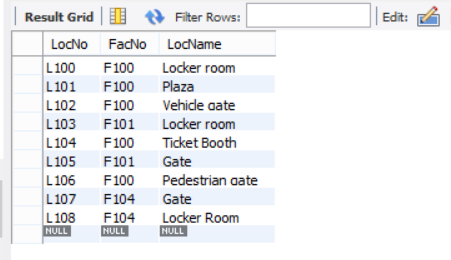 Result Grid Filter Rows: Edit:
LocNo FacNo LocName
L100 F100 Locker room
L101 F100 Plaza
L102 F100 Vehicle gate
L103 F101 Locker room
L104 F100 Ticket Booth
L105 F101 Gate
L106 F100 Pedestrian gate
L107 F104 Gate
L108 F104 Locker Room
NULL NULL NULL